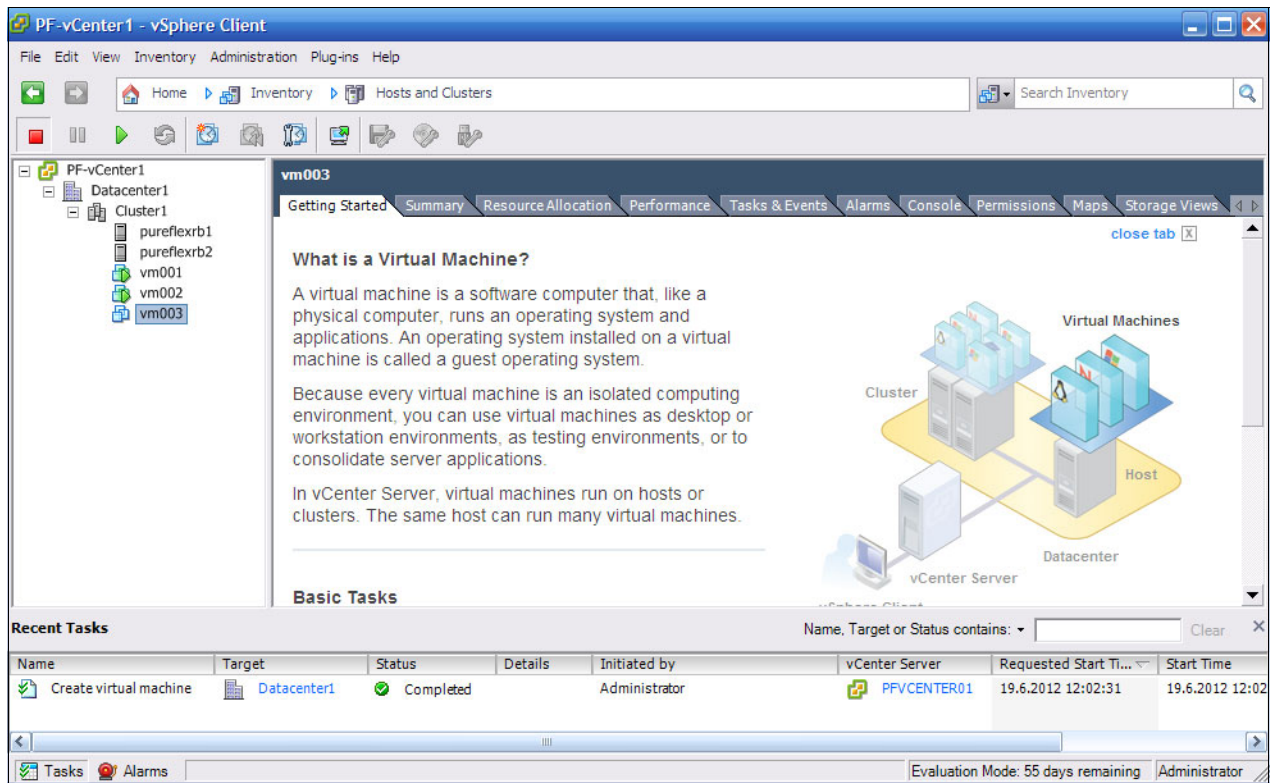 PF-vCenter1 - vSphere Client
File Edit View Inventory Administration Plug-ins Help
Home Inventory Hosts and Clusters Search Inventory
PF-vCenter1
Datacenter1
Cluster1
pureflexrb1
pureflexrb2
vm001
vm002
vm003
vm003
Getting Started Summary Resource Allocation Performance Tasks & Events Alarms Console Permissions Maps Storage Views
close tab X
What is a Virtual Machine?
A virtual machine is a software computer that, like a
physical computer, runs an operating system and
applications. An operating system installed on a virtual
machine is called a guest operating system.
Because every virtual machine is an isolated computing
environment, you can use virtual machines as desktop or
workstation environments, as testing environments, or to
consolidate server applications.
In vCenter Server, virtual machines run on hosts or
clusters. The same host can run many virtual machines.
Basic Tasks
Virtual Machines
Cluster
Host
Datacenter
vCenter Server
vSphere Client
Recent Tasks
Name, Target or Status contains: Clear
Name Target Status Details Initiated by vCenter Server Requested Start Ti... Start Time
Create virtual machine Datacenter1 Completed Administrator PFVCENTER01 19.6.2012 12:02:31 19.6.2012 12:02
Tasks Alarms Evaluation Mode: 55 days remaining Administrator